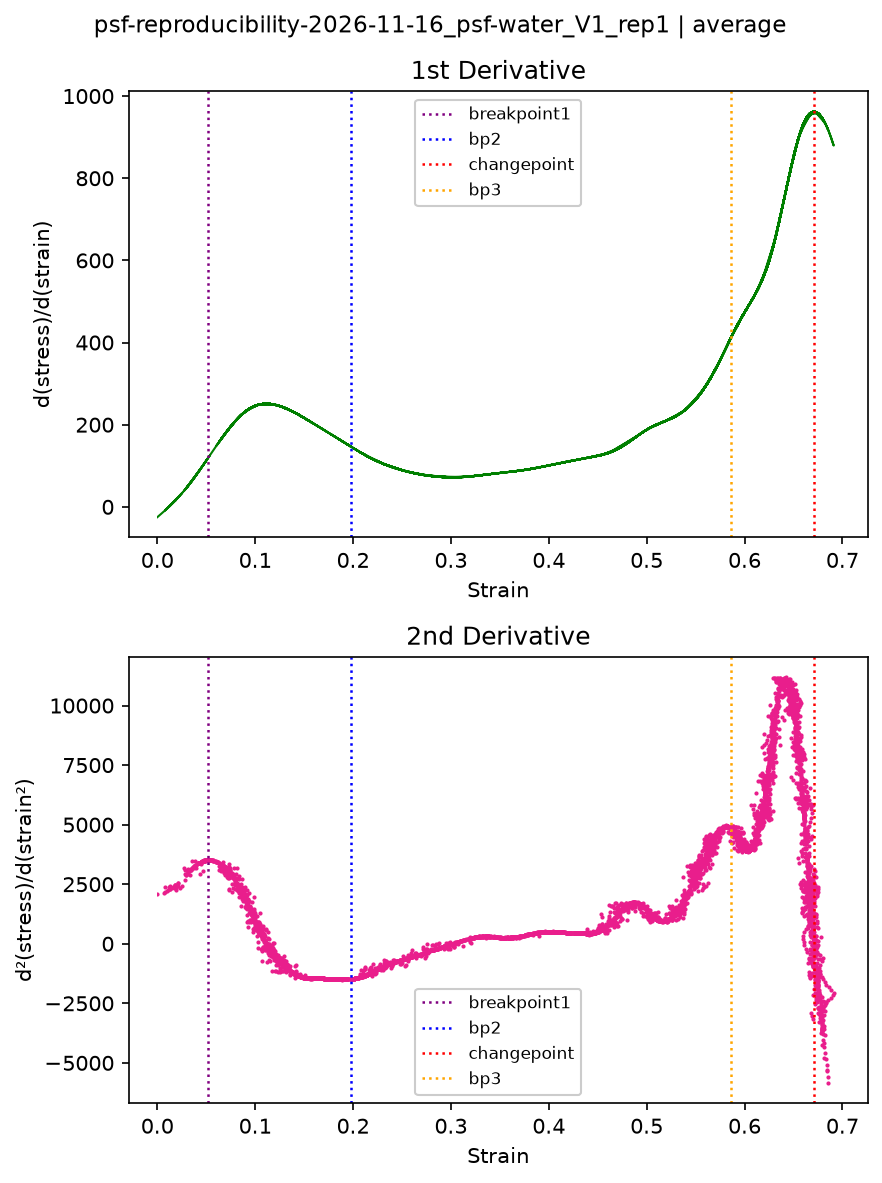 psf-reproducibility-2026-11-16_psf-water_V1_rep1 | average
1st Derivative
1000
800
600
400
200
0
d(stress)/d(strain)
breakpoint1
bp2
changepoint
bp3
0.0 0.1 0.2 0.3 0.4 0.5 0.6 0.7
Strain
2nd Derivative
10000
7500
5000
2500
0
−2500
−5000
d²(stress)/d(strain²)
breakpoint1
bp2
changepoint
bp3
0.0 0.1 0.2 0.3 0.4 0.5 0.6 0.7
Strain